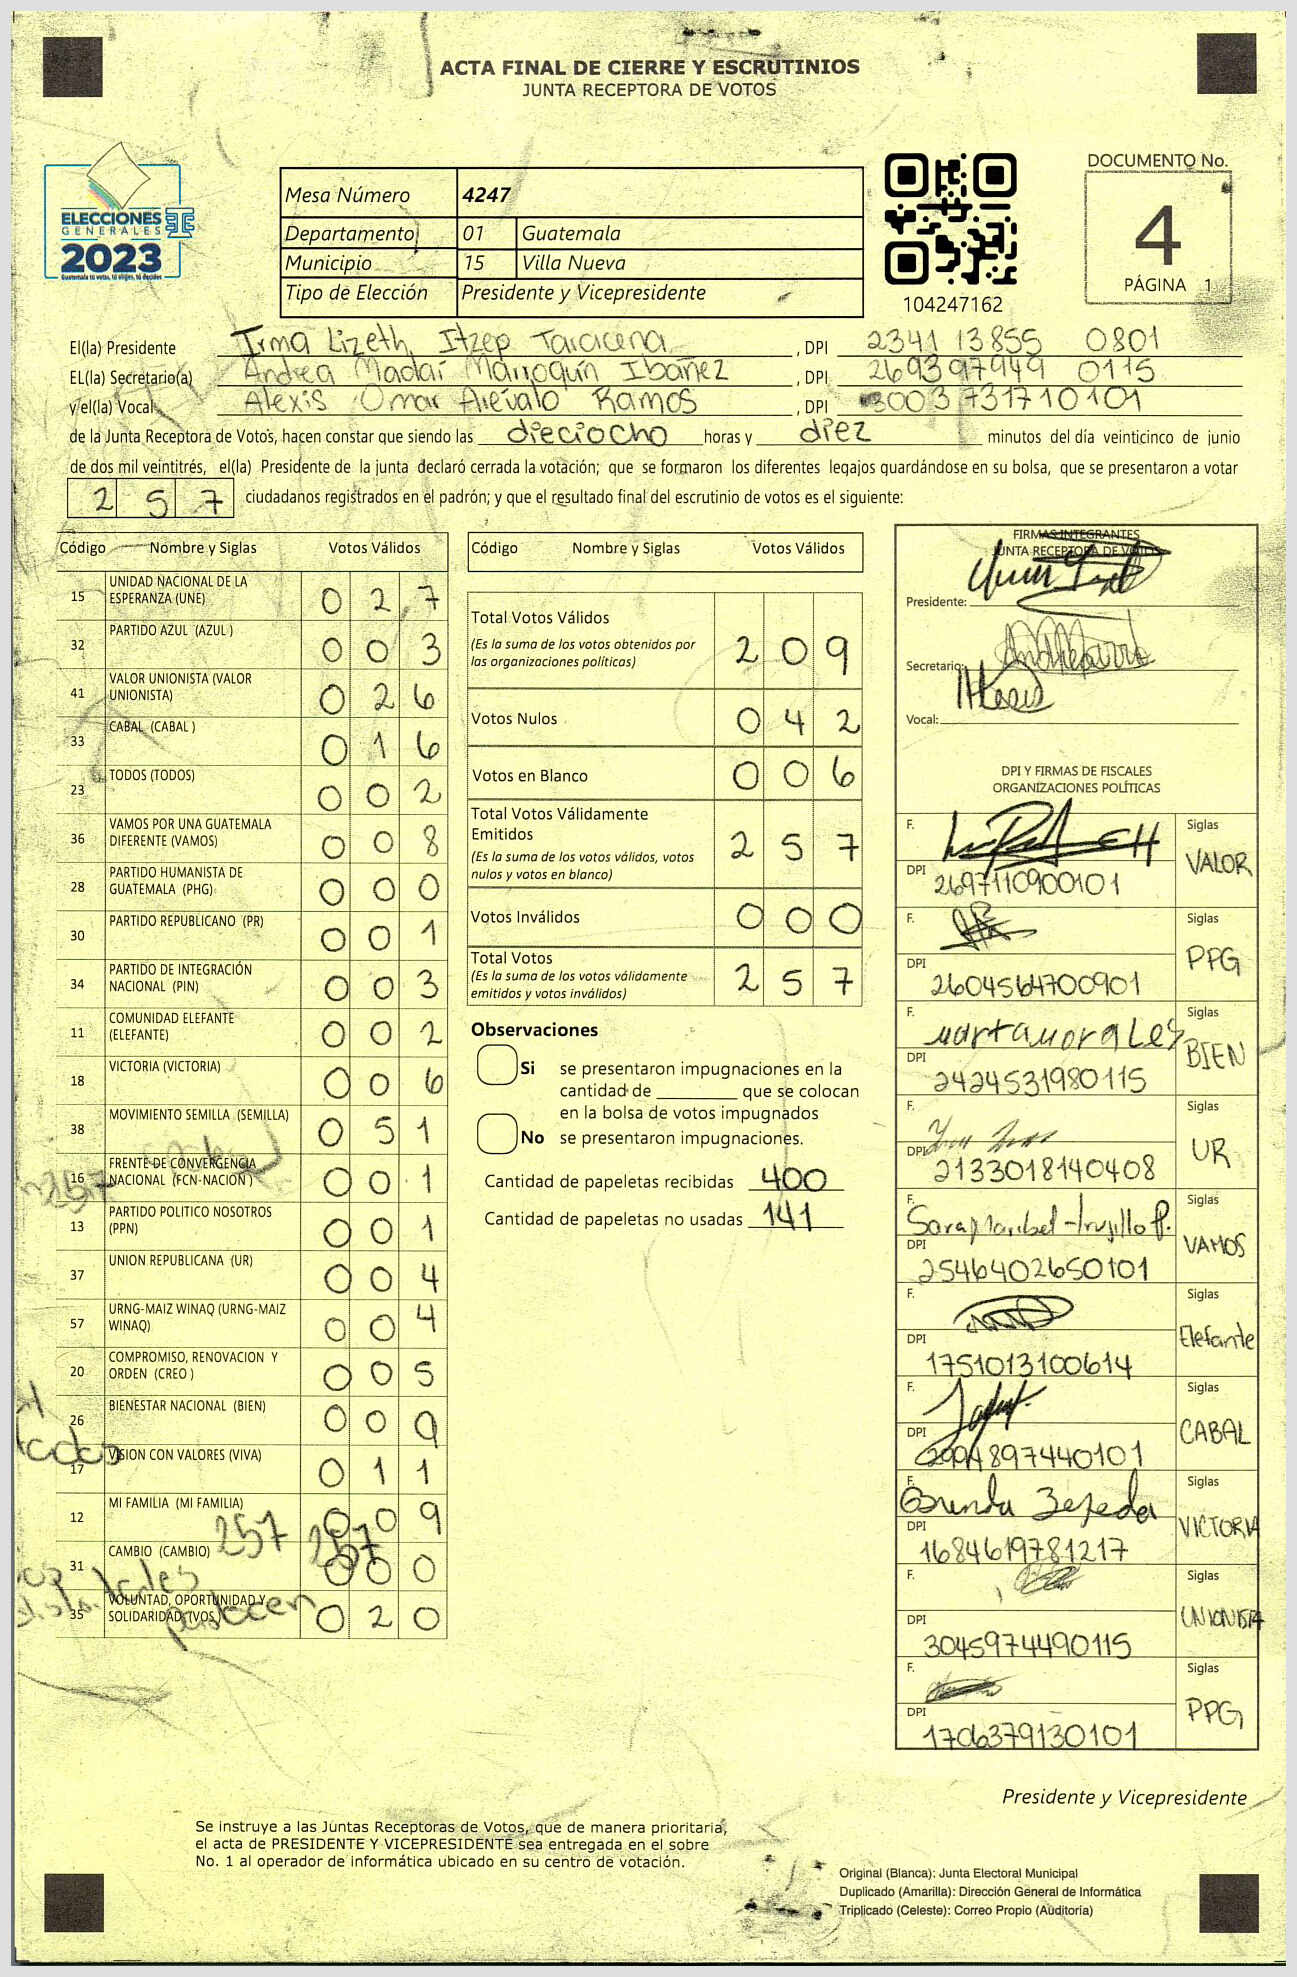 ACTA FINAL DE CIERRE Y ESCRUTINIOS
JUNTA RECEPTORA DE VOTOS
ELECCIONES
GENERALES
2023
Guatemala tú votas, tú eliges, tú decides
Mesa Número 4247
Departamento 01 Guatemala
Municipio 15 Villa Nueva
Tipo de Elección Presidente y Vicepresidente
104247162
DOCUMENTO No.
4
PÁGINA 1
El(la) Presidente Irma Lizeth Itzep Taracena, DPI 2341 13855 0801
EL(la) Secretario(a) Andrea Madaí Marroquín Ibañez, DPI 269397949 0115
y el(la) Vocal Alexis Omar Arévalo Ramos, DPI 3003731710101
de la Junta Receptora de Votos, hacen constar que siendo las dieciocho horas y diez minutos del día veinticinco de junio
de dos mil veintitrés, el(la) Presidente de la junta declaró cerrada la votación; que se formaron los diferentes legajos guardándose en su bolsa, que se presentaron a votar
257 ciudadanos registrados en el padrón; y que el resultado final del escrutinio de votos es el siguiente:
Código Nombre y Siglas Votos Válidos
15 UNIDAD NACIONAL DE LA ESPERANZA (UNE) 0 2 7
32 PARTIDO AZUL (AZUL ) 0 0 3
41 VALOR UNIONISTA (VALOR UNIONISTA) 0 2 6
33 CABAL (CABAL ) 0 1 6
23 TODOS (TODOS) 0 0 2
36 VAMOS POR UNA GUATEMALA DIFERENTE (VAMOS) 0 0 8
28 PARTIDO HUMANISTA DE GUATEMALA (PHG) 0 0 0
30 PARTIDO REPUBLICANO (PR) 0 0 1
34 PARTIDO DE INTEGRACIÓN NACIONAL (PIN) 0 0 3
11 COMUNIDAD ELEFANTE (ELEFANTE) 0 0 2
18 VICTORIA (VICTORIA) 0 0 6
38 MOVIMIENTO SEMILLA (SEMILLA) 0 5 1
16 FRENTE DE CONVERGENCIA NACIONAL (FCN-NACION ) 0 0 1
257
13 PARTIDO POLITICO NOSOTROS (PPN) 0 0 1
37 UNION REPUBLICANA (UR) 0 0 4
57 URNG-MAIZ WINAQ (URNG-MAIZ WINAQ) 0 0 4
20 COMPROMISO, RENOVACION Y ORDEN (CREO ) 0 0 5
26 BIENESTAR NACIONAL (BIEN) 0 0 9
17 VISION CON VALORES (VIVA) 0 1 1
12 MI FAMILIA (MI FAMILIA) 0 0 9
257 257
31 CAMBIO (CAMBIO) 0 0 0
35 VOLUNTAD, OPORTUNIDAD Y SOLIDARIDAD (VOS) 0 2 0
Código Nombre y Siglas Votos Válidos
Total Votos Válidos 2 0 9
(Es la suma de los votos obtenidos por
las organizaciones políticas)
Votos Nulos 0 4 2
Votos en Blanco 0 0 6
Total Votos Válidamente
Emitidos 2 5 7
(Es la suma de los votos válidos, votos
nulos y votos en blanco)
Votos Inválidos 0 0 0
Total Votos 2 5 7
(Es la suma de los votos válidamente
emitidos y votos inválidos)
Observaciones
Si se presentaron impugnaciones en la
cantidad de ________ que se colocan
en la bolsa de votos impugnados
No se presentaron impugnaciones.
Cantidad de papeletas recibidas 400
Cantidad de papeletas no usadas 141
FIRMAS INTEGRANTES
JUNTA RECEPTORA DE VOTOS
Presidente:
Secretario:
Vocal:
DPI Y FIRMAS DE FISCALES
ORGANIZACIONES POLÍTICAS
F. Siglas VALOR
DPI 2697110900101
F. Siglas PPG
DPI 2604564700901
F. Marta Morales Siglas BIEN
DPI 2424531980115
F. Siglas UR
DPI 2133018140408
F. Sara Maribel Trujillo P. Siglas VAMOS
DPI 2546402650101
F. Siglas Elefante
DPI 1751013100614
F. Siglas CABAL
DPI 2994897440101
F. Brenda Zepeda Siglas VICTORIA
DPI 1684619781217
F. Siglas UNIONISTA
DPI 3045974490115
F. Siglas PPG
DPI 1706379130101
Presidente y Vicepresidente
Se instruye a las Juntas Receptoras de Votos, que de manera prioritaria,
el acta de PRESIDENTE Y VICEPRESIDENTE sea entregada en el sobre
No. 1 al operador de informática ubicado en su centro de votación.
Original (Blanca): Junta Electoral Municipal
Duplicado (Amarilla): Dirección General de Informática
Triplicado (Celeste): Correo Propio (Auditoría)